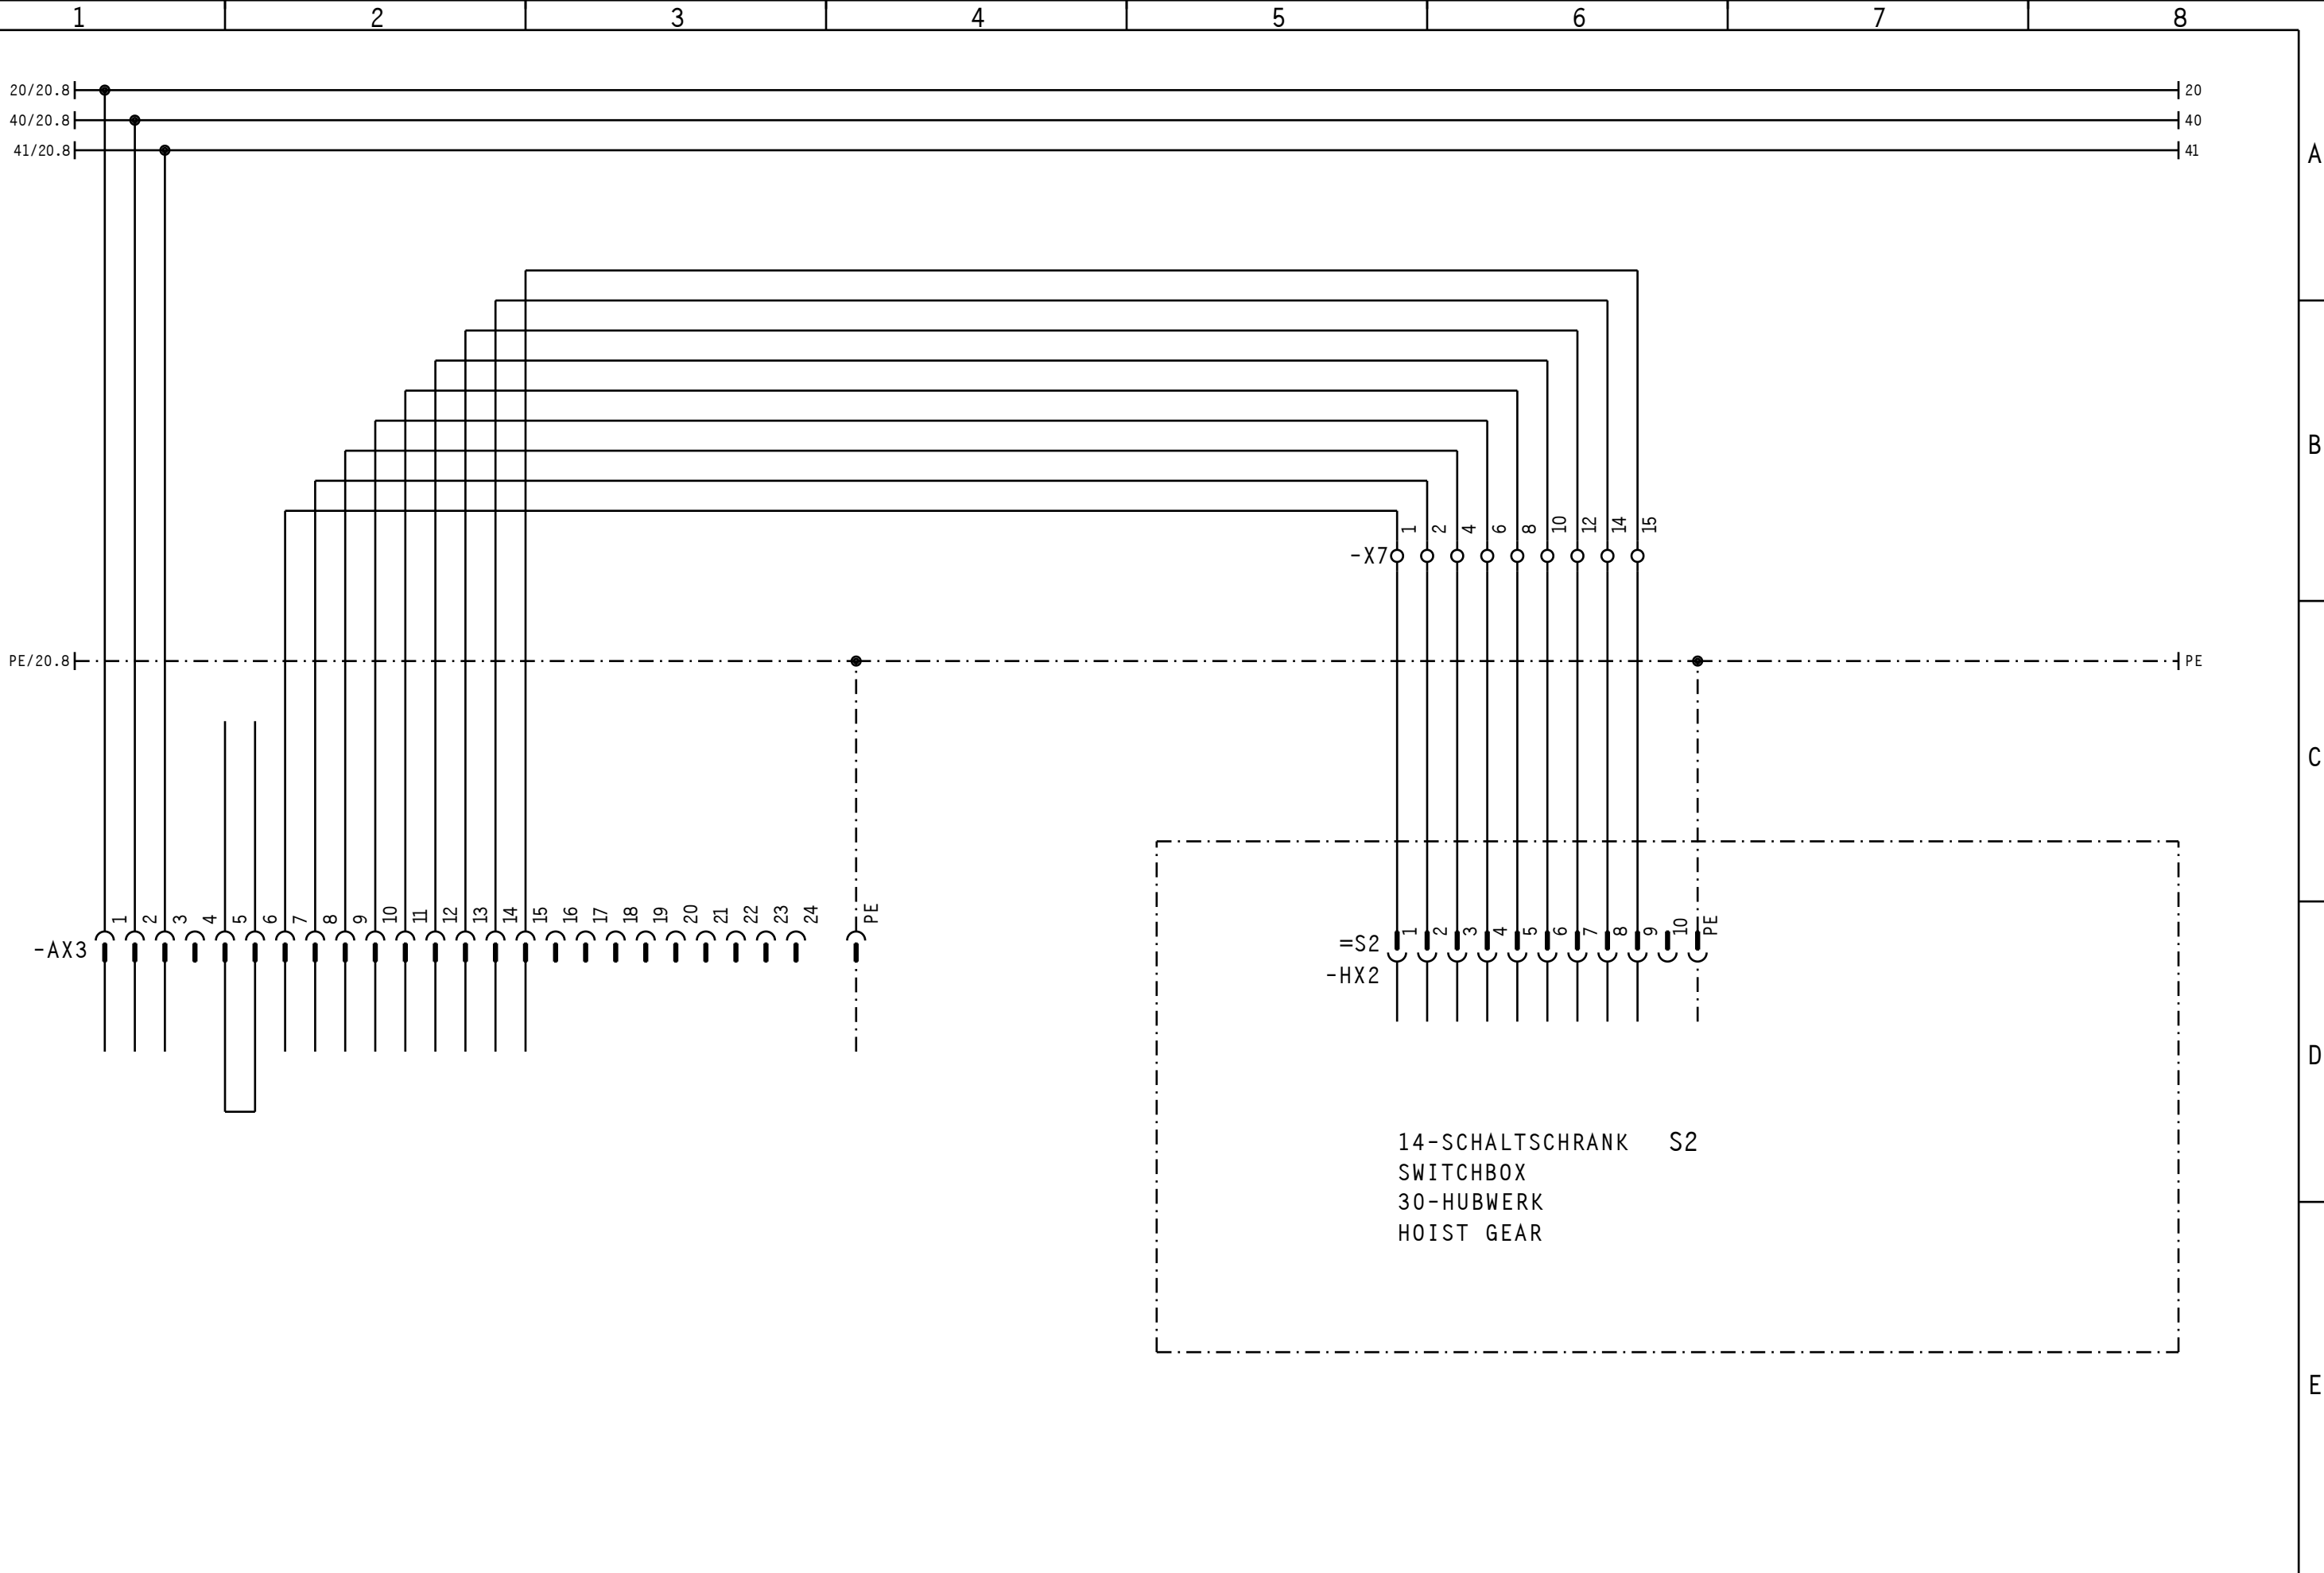 1 2 3 4 5 6 7 8
20/20.8 20
40/20.8 40
41/20.8 41
A
B
1 2 4 6 8 10 12 14 15
-X7
PE/20.8 PE
C
1 2 3 4 5 6 7 8 9 10 11 12 13 14 15 16 17 18 19 20 21 22 23 24 PE
-AX3
1 2 3 4 5 6 7 8 9 10 PE
=S2
-HX2
D
14-SCHALTSCHRANK S2
SWITCHBOX
30-HUBWERK
HOIST GEAR
E